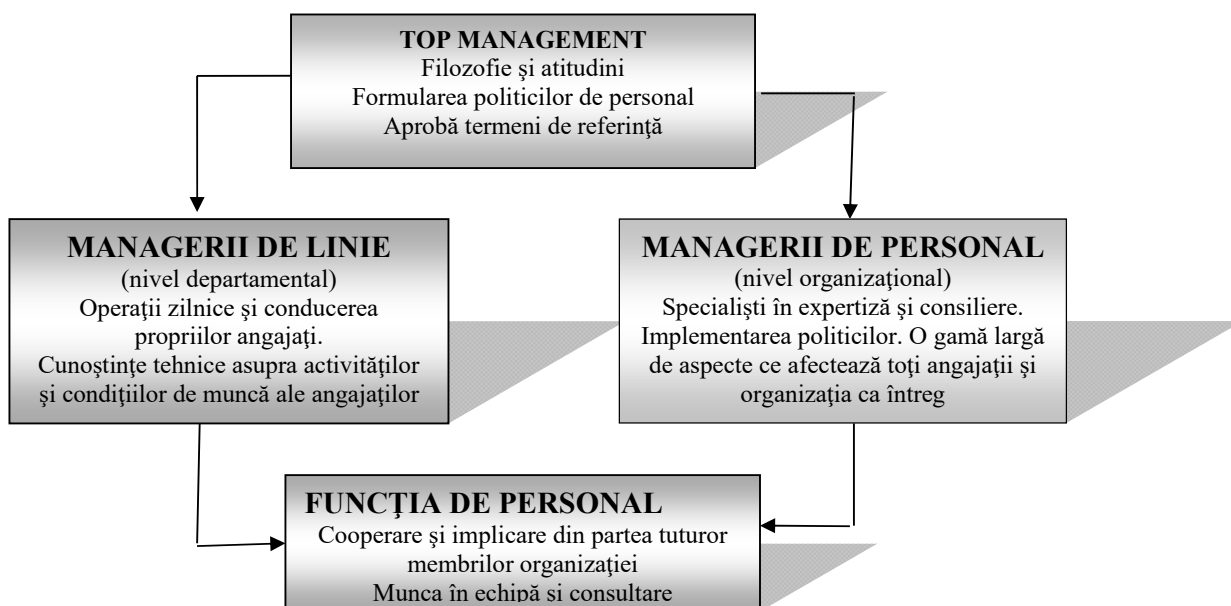 TOP MANAGEMENT
Filozofie şi atitudini
Formularea politicilor de personal
Aprobă termeni de referinţă
MANAGERII DE LINIE
(nivel departamental)
Operaţii zilnice şi conducerea
propriilor angajaţi.
Cunoştinţe tehnice asupra activităţilor
şi condiţiilor de muncă ale angajaţilor
MANAGERII DE PERSONAL
(nivel organizaţional)
Specialişti în expertiză şi consiliere.
Implementarea politicilor. O gamă largă
de aspecte ce afectează toţi angajaţii şi
organizaţia ca întreg
FUNCŢIA DE PERSONAL
Cooperare şi implicare din partea tuturor
membrilor organizaţiei
Munca în echipă şi consultare